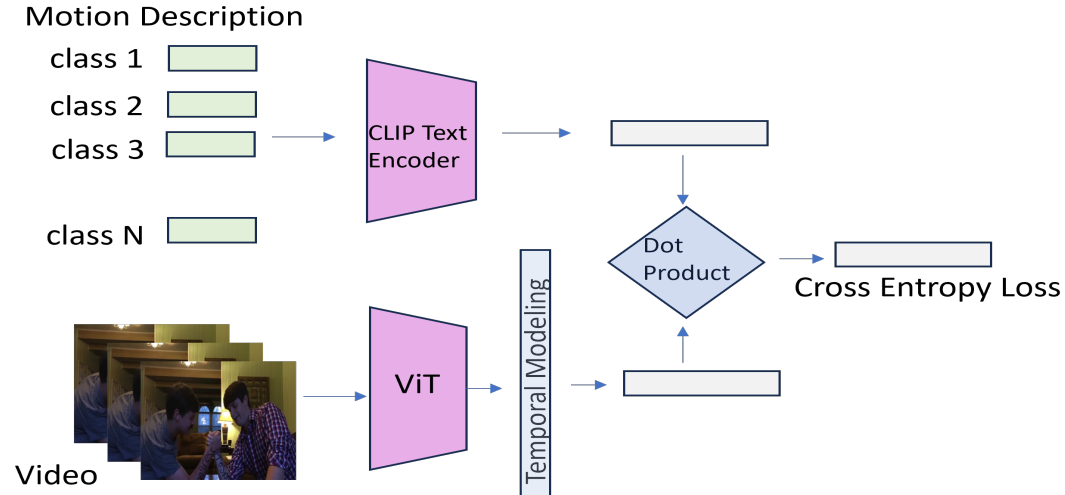 Motion Description
class 1
class 2
class 3
class N
CLIP Text
Encoder
Dot
Product
Cross Entropy Loss
ViT
Temporal Modeling
Video